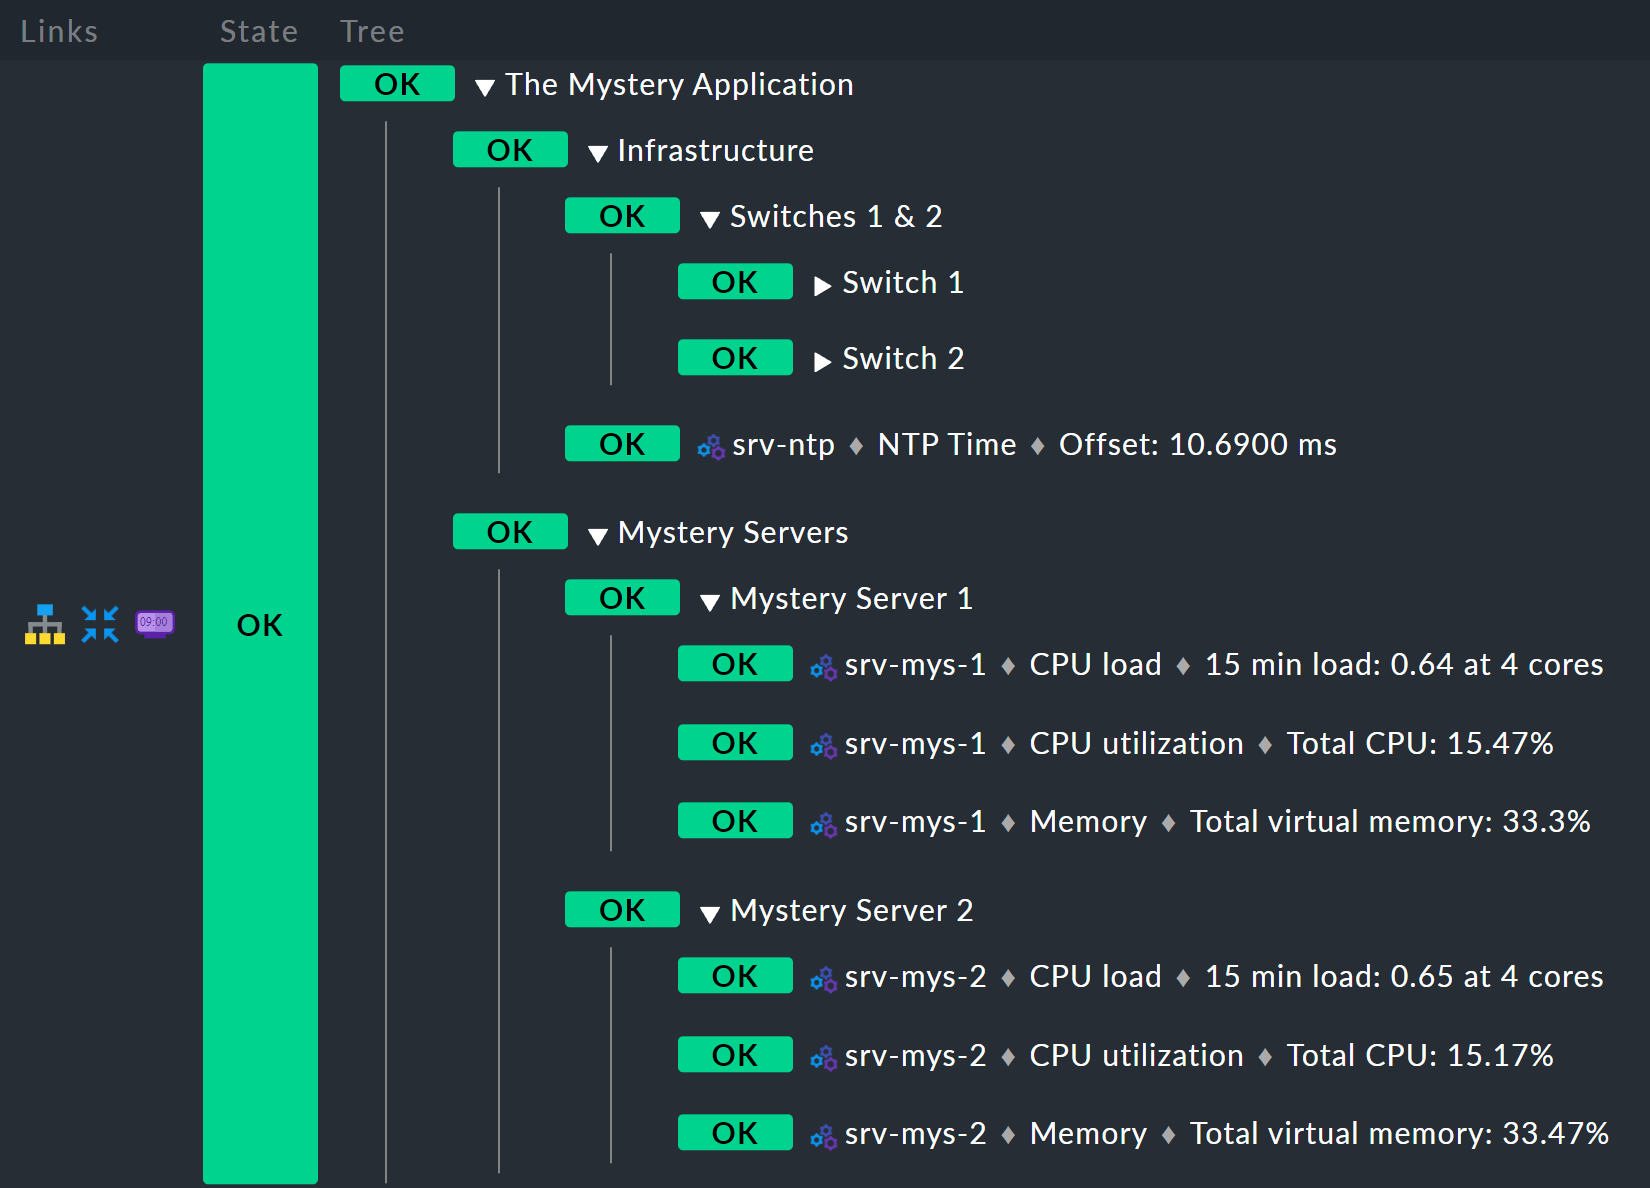 Links State Tree
OK The Mystery Application
OK Infrastructure
OK Switches 1 & 2
OK Switch 1
OK Switch 2
OK srv-ntp ♦ NTP Time ♦ Offset: 10.6900 ms
OK Mystery Servers
OK Mystery Server 1
09:00 OK
OK srv-mys-1 ♦ CPU load ♦ 15 min load: 0.64 at 4 cores
OK srv-mys-1 ♦ CPU utilization ♦ Total CPU: 15.47%
OK srv-mys-1 ♦ Memory ♦ Total virtual memory: 33.3%
OK Mystery Server 2
OK srv-mys-2 ♦ CPU load ♦ 15 min load: 0.65 at 4 cores
OK srv-mys-2 ♦ CPU utilization ♦ Total CPU: 15.17%
OK srv-mys-2 ♦ Memory ♦ Total virtual memory: 33.47%